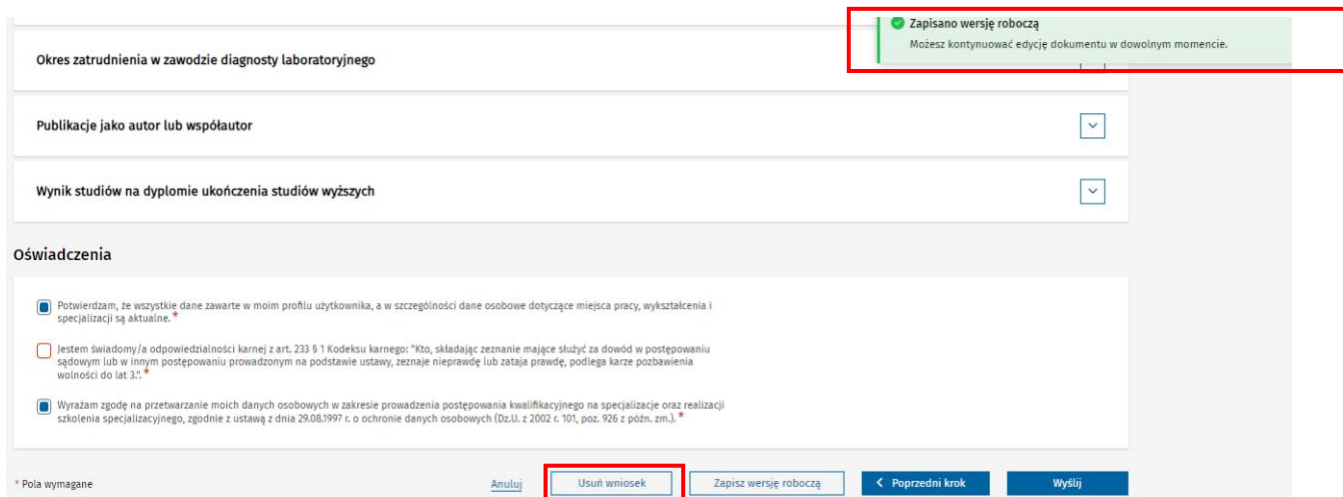 Zapisano wersję roboczą
Możesz kontynuować edycję dokumentu w dowolnym momencie.
Okres zatrudnienia w zawodzie diagnosty laboratoryjnego
Publikacje jako autor lub współautor
Wynik studiów na dyplomie ukończenia studiów wyższych
Oświadczenia
Potwierdzam, że wszystkie dane zawarte w moim profilu użytkownika, a w szczególności dane osobowe dotyczące miejsca pracy, wykształcenia i
specjalizacji są aktualne. *
Jestem świadomy/a odpowiedzialności karnej z art. 233 § 1 Kodeksu karnego: "Kto, składając zeznanie mające służyć za dowód w postępowaniu
sądowym lub w innym postępowaniu prowadzonym na podstawie ustawy, zeznaje nieprawdę lub zataja prawdę, podlega karze pozbawienia
wolności do lat 3.". *
Wyrażam zgodę na przetwarzanie moich danych osobowych w zakresie prowadzenia postępowania kwalifikacyjnego na specjalizacje oraz realizacji
szkolenia specjalizacyjnego, zgodnie z ustawą z dnia 29.08.1997 r. o ochronie danych osobowych (Dz.U. z 2002 r. 101, poz. 926 z późn. zm.). *
* Pola wymagane
Anuluj
Usuń wniosek
Zapisz wersję roboczą
Poprzedni krok
Wyślij